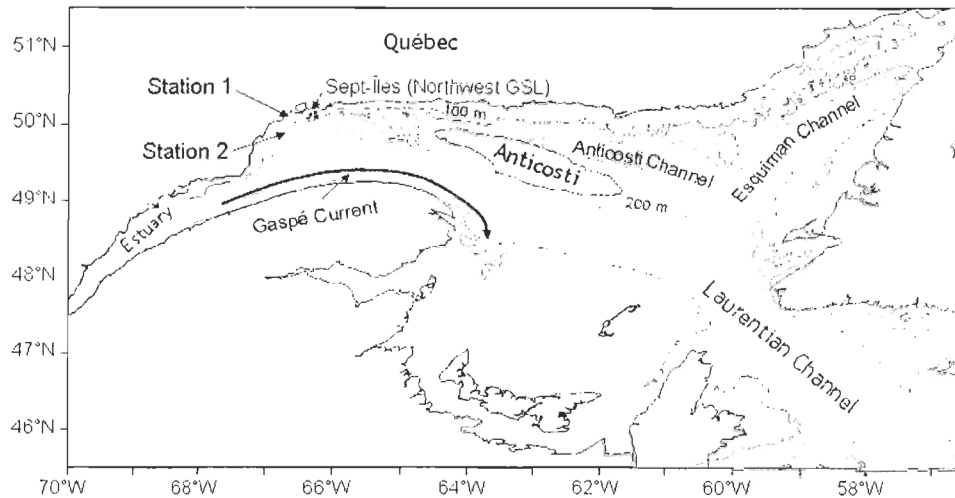 51°N
50°N
49°N
48°N
47°N
46°N
Québec
Station 1
Sept-Îles (Northwest GSL)
100 m
Station 2
Anticosti
Anticosti Channel
Esquiman Channel
200 m
Estuary
Gaspé Current
Laurentian Channel
70°W
68°W
66°W
64°W
62°W
60°W
58°W